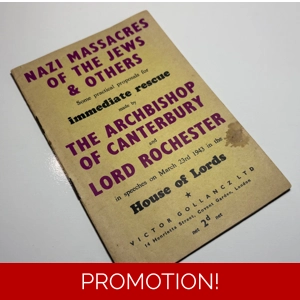 NAZI MASSACRES
OF THE JEWS
& OTHERS
Some practical proposals for
immediate rescue
made by
THE ARCHBISHOP
OF CANTERBURY
and
LORD ROCHESTER
in speeches on March 23rd 1943 in the
House of Lords
VICTOR GOLLANCZ LTD
14 Henrietta Street, Covent Garden, London
net 2d net
PROMOTION!